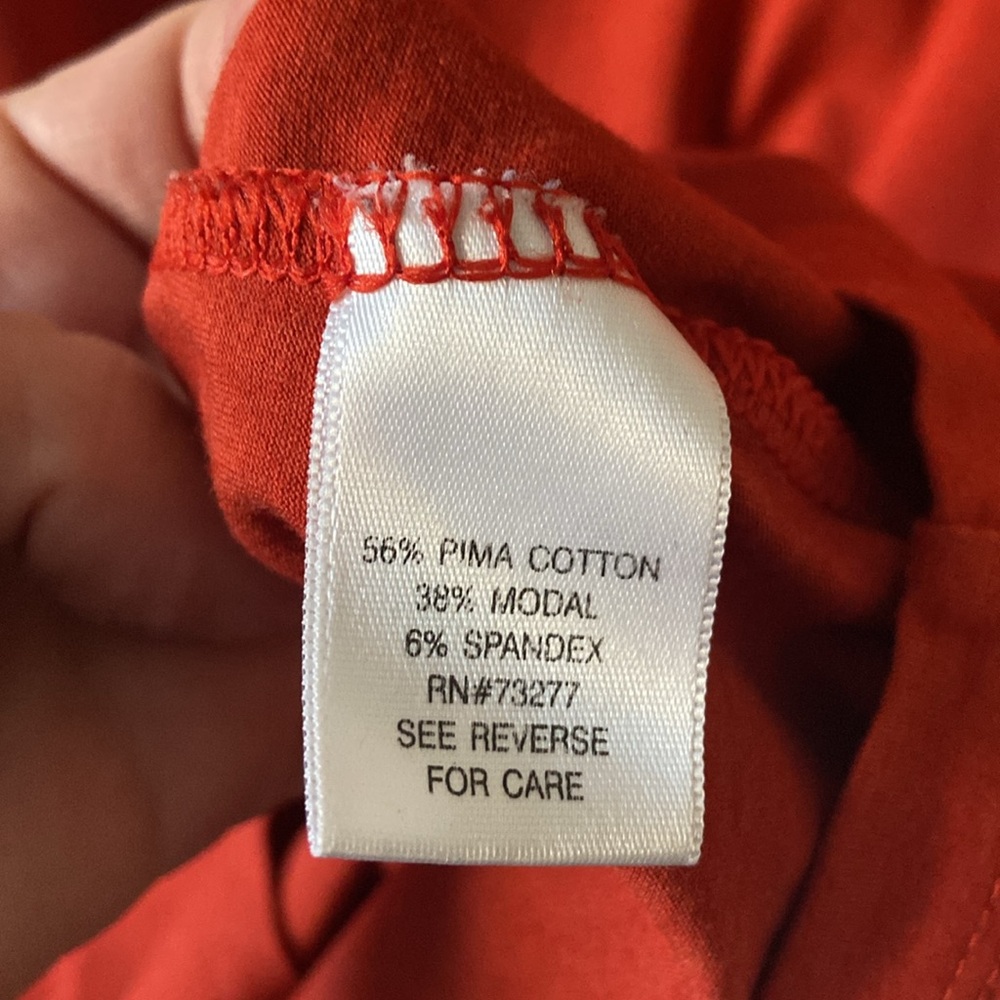 56% PIMA COTTON
38% MODAL
6% SPANDEX
RN#73277
SEE REVERSE
FOR CARE